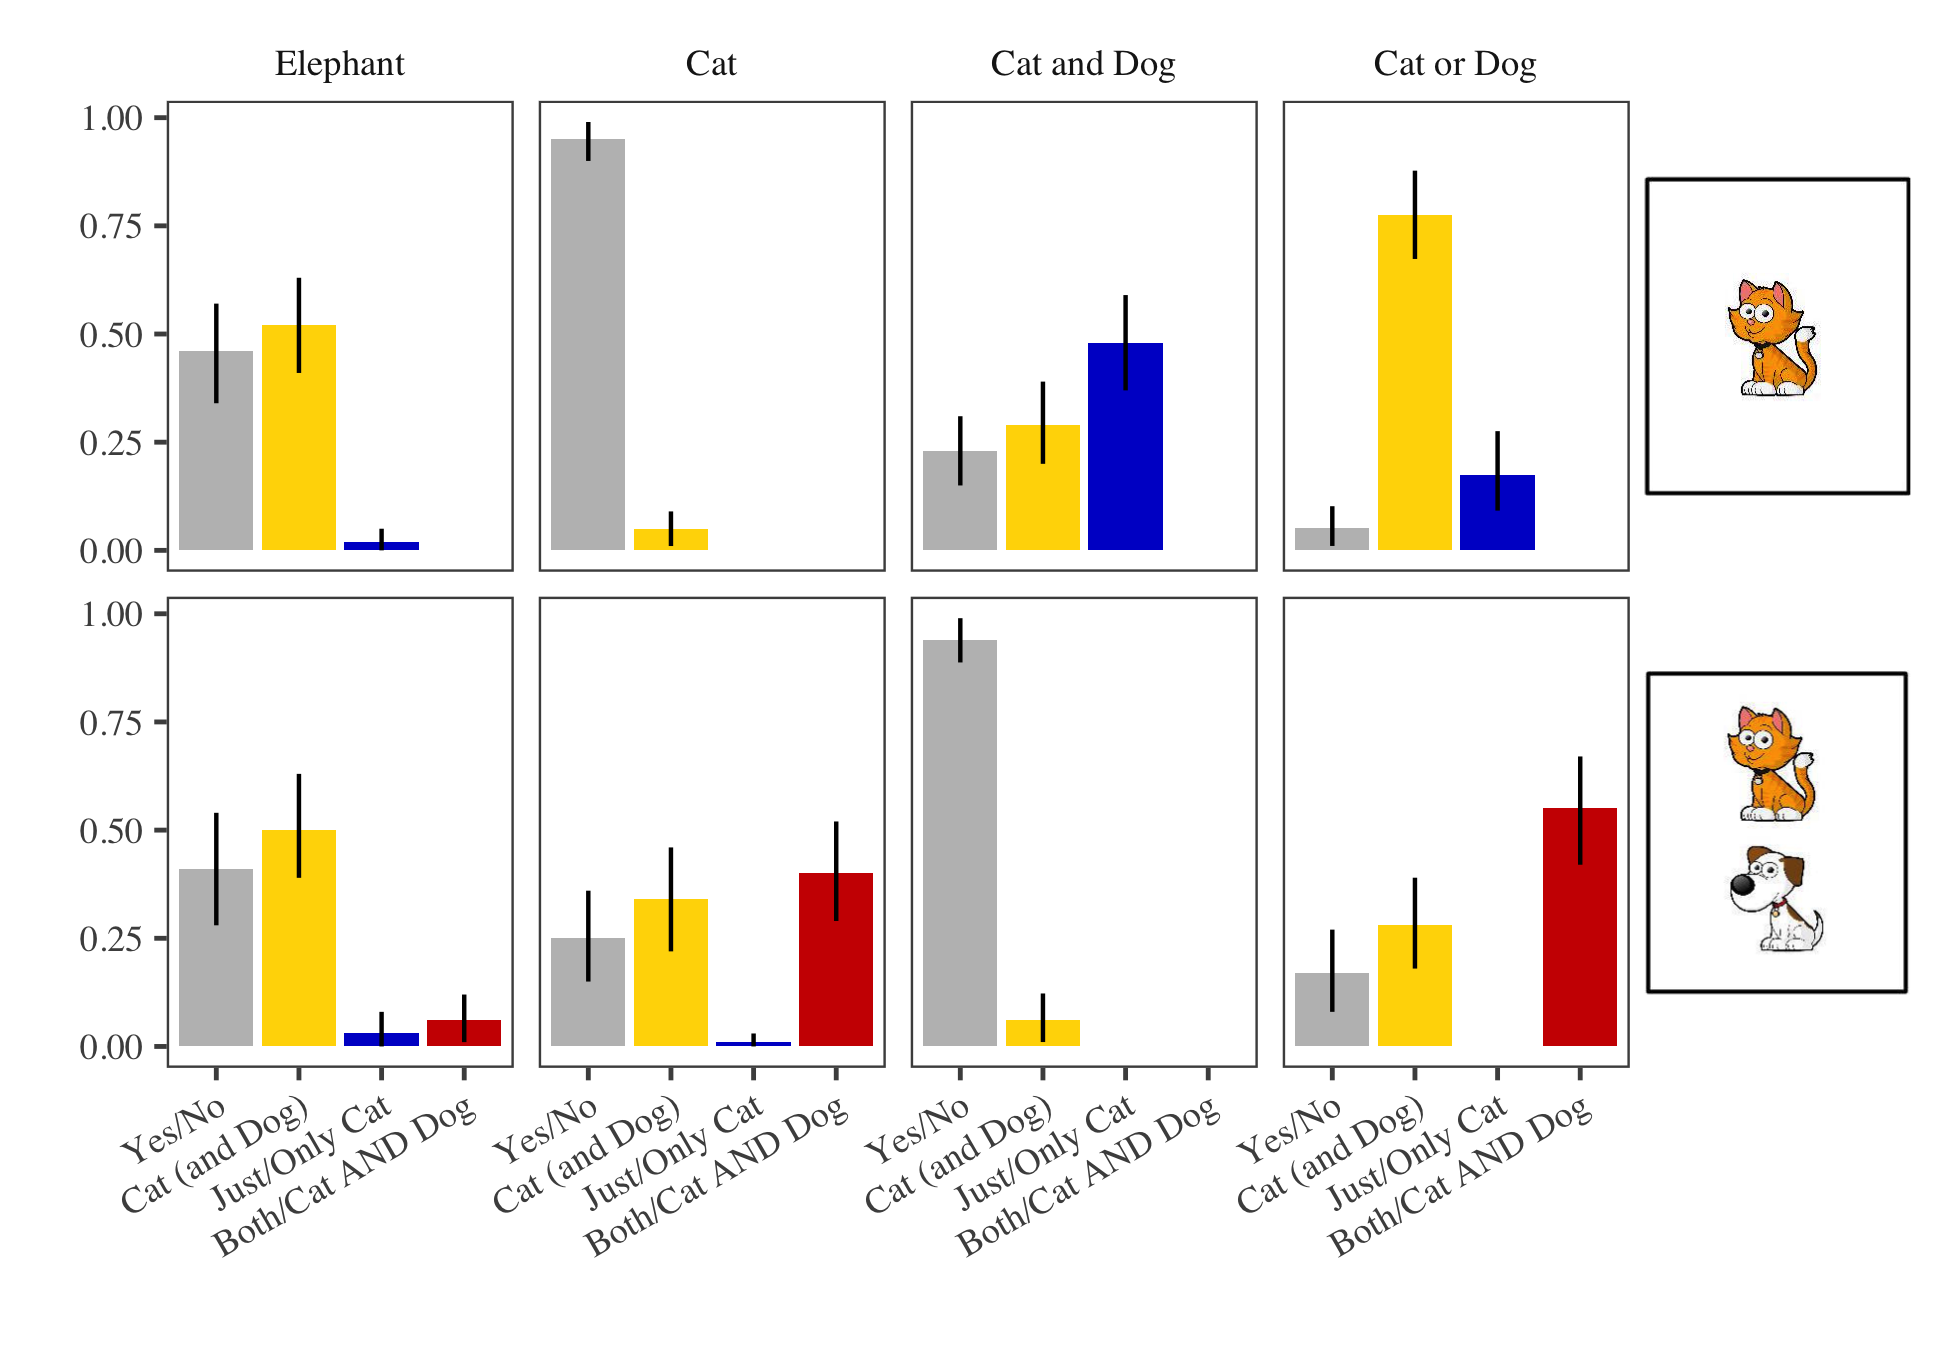 Elephant Cat Cat and Dog Cat or Dog
1.00
0.75
0.50
0.25
0.00
1.00
0.75
0.50
0.25
0.00
Yes/No
Cat (and Dog)
Just/Only Cat
Both/Cat AND Dog
Yes/No
Cat (and Dog)
Just/Only Cat
Both/Cat AND Dog
Yes/No
Cat (and Dog)
Just/Only Cat
Both/Cat AND Dog
Yes/No
Cat (and Dog)
Just/Only Cat
Both/Cat AND Dog